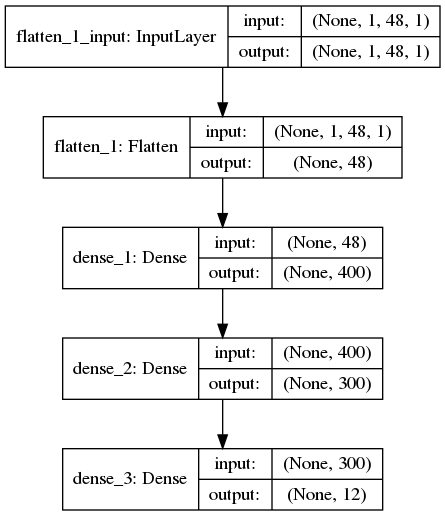 flatten_1_input: InputLayer
input: (None, 1, 48, 1)
output: (None, 1, 48, 1)
flatten_1: Flatten
input: (None, 1, 48, 1)
output: (None, 48)
dense_1: Dense
input: (None, 48)
output: (None, 400)
dense_2: Dense
input: (None, 400)
output: (None, 300)
dense_3: Dense
input: (None, 300)
output: (None, 12)